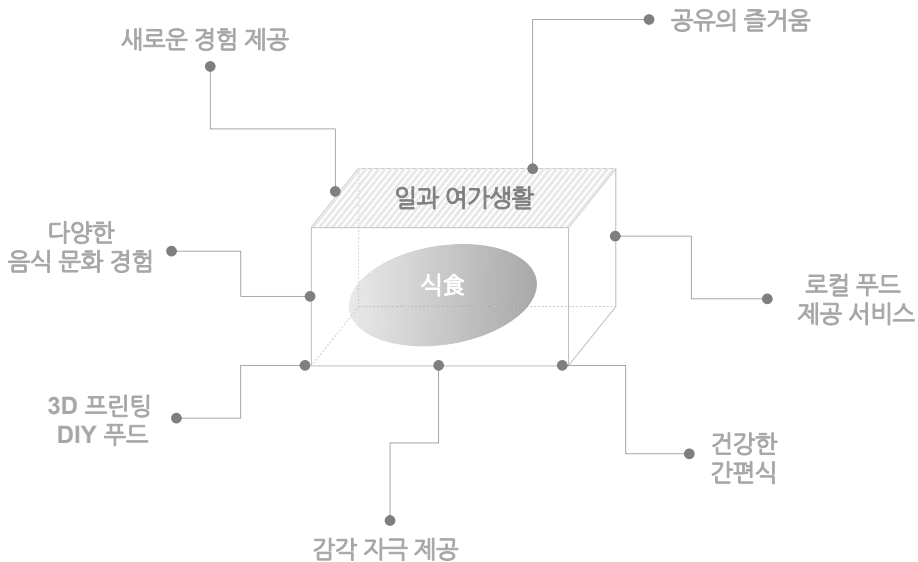 공유의 즐거움
새로운 경험 제공
일과 여가생활
다양한
음식 문화 경험
식食
로컬 푸드
제공 서비스
3D 프린팅
DIY 푸드
건강한
간편식
감각 자극 제공